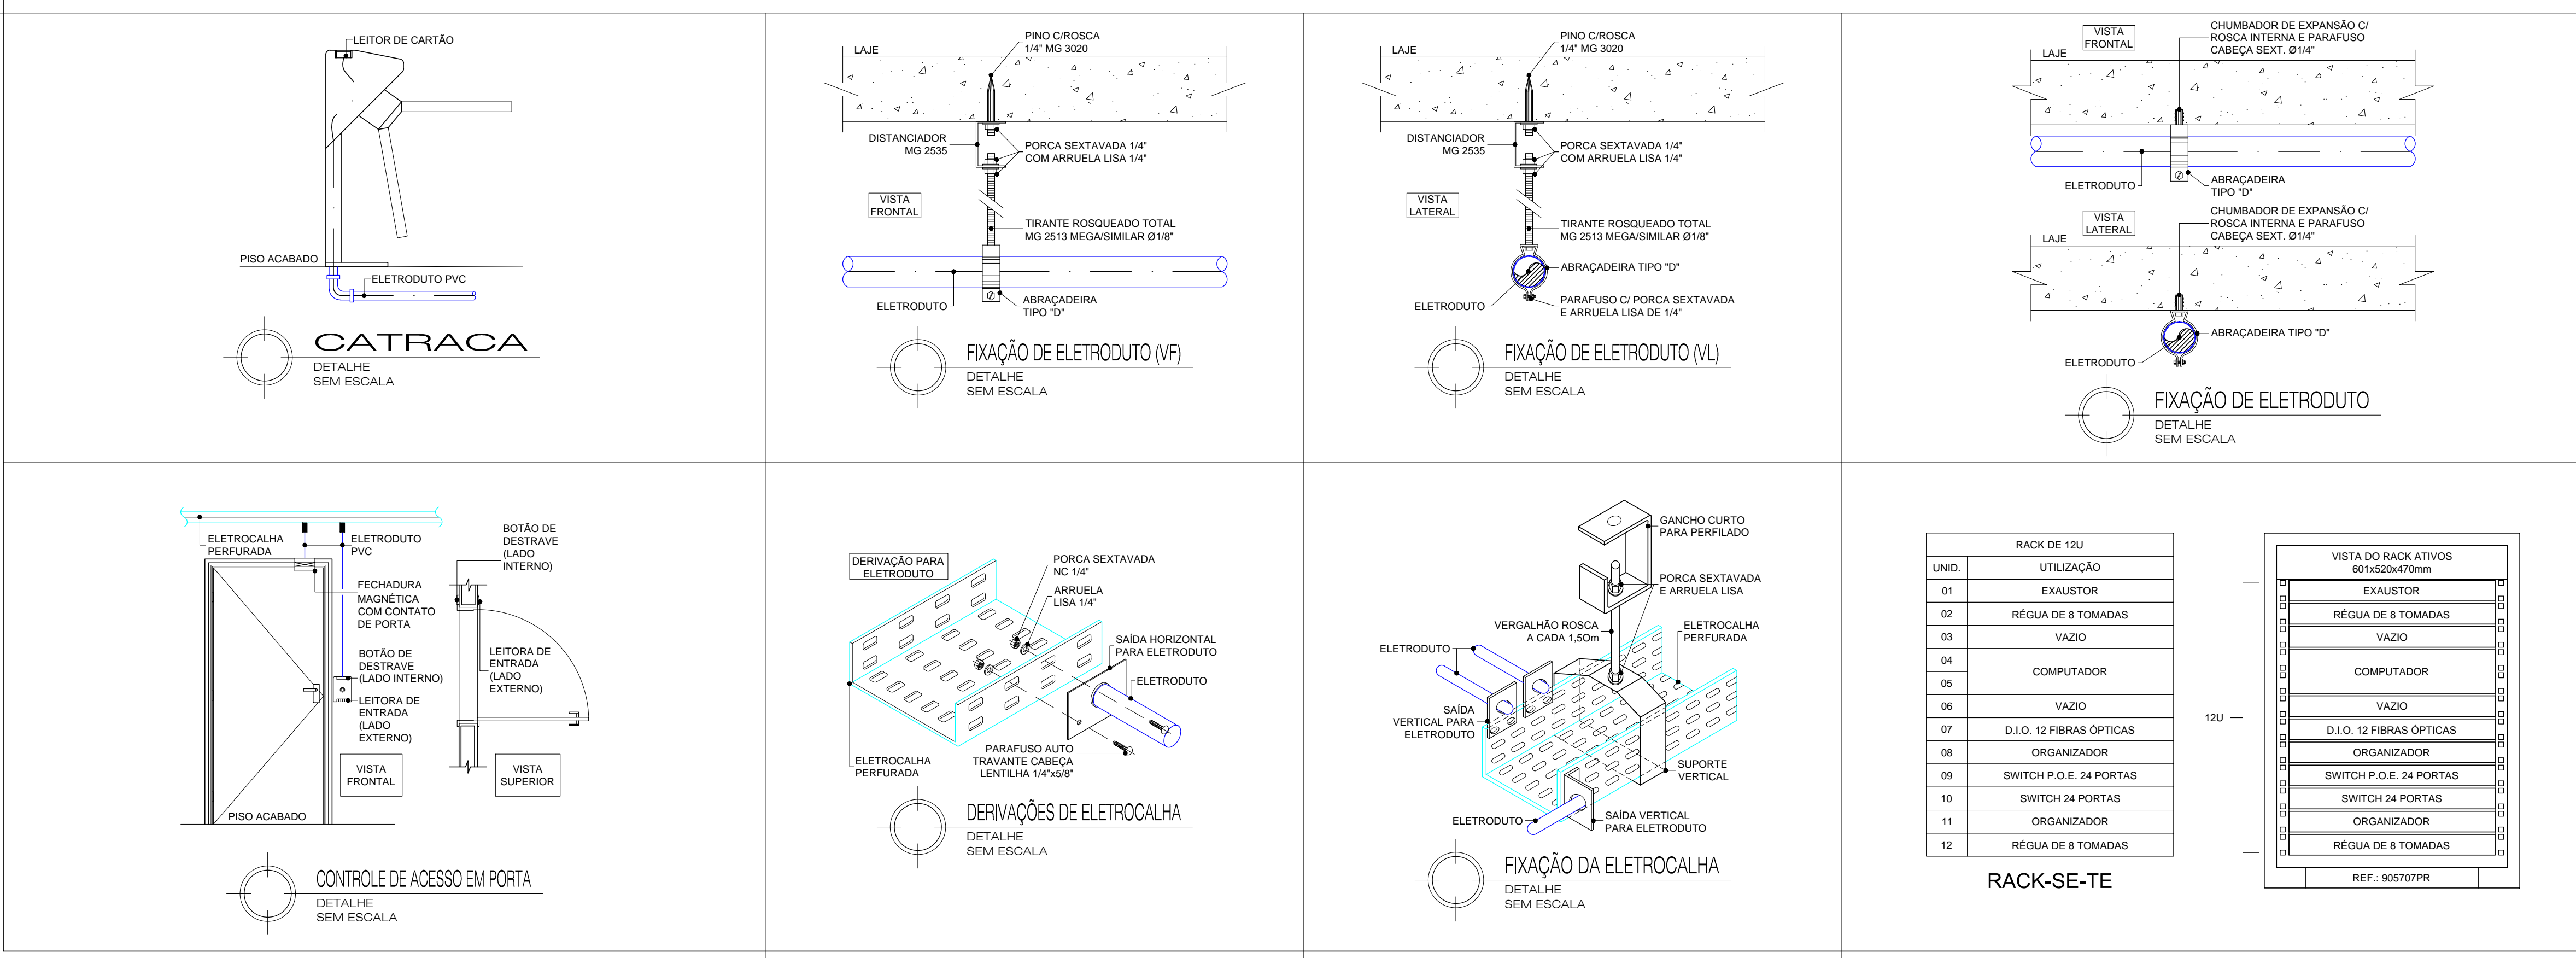 LEITOR DE CARTÃO
PISO ACABADO
ELETRODUTO PVC
CATRACA
DETALHE
SEM ESCALA
LAJE
PINO C/ROSCA
1/4" MG 3020
DISTANCIADOR
MG 2535
PORCA SEXTAVADA 1/4"
COM ARRUELA LISA 1/4"
VISTA
FRONTAL
TIRANTE ROSQUEADO TOTAL
MG 2513 MEGA/SIMILAR Ø1/8"
ELETRODUTO
ABRAÇADEIRA
TIPO "D"
FIXAÇÃO DE ELETRODUTO (VF)
DETALHE
SEM ESCALA
LAJE
PINO C/ROSCA
1/4" MG 3020
DISTANCIADOR
MG 2535
PORCA SEXTAVADA 1/4"
COM ARRUELA LISA 1/4"
VISTA
LATERAL
TIRANTE ROSQUEADO TOTAL
MG 2513 MEGA/SIMILAR Ø1/8"
ABRAÇADEIRA TIPO "D"
ELETRODUTO
PARAFUSO C/ PORCA SEXTAVADA
E ARRUELA LISA DE 1/4"
FIXAÇÃO DE ELETRODUTO (VL)
DETALHE
SEM ESCALA
VISTA
FRONTAL
LAJE
CHUMBADOR DE EXPANSÃO C/
ROSCA INTERNA E PARAFUSO
CABEÇA SEXT. Ø1/4"
ELETRODUTO
ABRAÇADEIRA
TIPO "D"
VISTA
LATERAL
LAJE
CHUMBADOR DE EXPANSÃO C/
ROSCA INTERNA E PARAFUSO
CABEÇA SEXT. Ø1/4"
ABRAÇADEIRA TIPO "D"
ELETRODUTO
FIXAÇÃO DE ELETRODUTO
DETALHE
SEM ESCALA
ELETROCALHA
PERFURADA
ELETRODUTO
PVC
FECHADURA
MAGNÉTICA
COM CONTATO
DE PORTA
BOTÃO DE
DESTRAVE
(LADO INTERNO)
LEITORA DE
ENTRADA
(LADO
EXTERNO)
VISTA
FRONTAL
PISO ACABADO
BOTÃO DE
DESTRAVE
(LADO
INTERNO)
LEITORA DE
ENTRADA
(LADO
EXTERNO)
VISTA
SUPERIOR
CONTROLE DE ACESSO EM PORTA
DETALHE
SEM ESCALA
DERIVAÇÃO PARA
ELETRODUTO
PORCA SEXTAVADA
NC 1/4"
ARRUELA
LISA 1/4"
SAÍDA HORIZONTAL
PARA ELETRODUTO
ELETRODUTO
PARAFUSO AUTO
TRAVANTE CABEÇA
LENTILHA 1/4"x5/8"
ELETROCALHA
PERFURADA
DERIVAÇÕES DE ELETROCALHA
DETALHE
SEM ESCALA
GANCHO CURTO
PARA PERFILADO
PORCA SEXTAVADA
E ARRUELA LISA
VERGALHÃO ROSCA
A CADA 1,5Om
ELETROCALHA
PERFURADA
ELETRODUTO
SAÍDA
VERTICAL PARA
ELETRODUTO
SUPORTE
VERTICAL
ELETRODUTO
SAÍDA VERTICAL
PARA ELETRODUTO
FIXAÇÃO DA ELETROCALHA
DETALHE
SEM ESCALA
RACK DE 12U
UNID. UTILIZAÇÃO
01 EXAUSTOR
02 RÉGUA DE 8 TOMADAS
03 VAZIO
04
COMPUTADOR
05
06 VAZIO
07 D.I.O. 12 FIBRAS ÓPTICAS
08 ORGANIZADOR
09 SWITCH P.O.E. 24 PORTAS
10 SWITCH 24 PORTAS
11 ORGANIZADOR
12 RÉGUA DE 8 TOMADAS
RACK-SE-TE
VISTA DO RACK ATIVOS
601x520x470mm
EXAUSTOR
RÉGUA DE 8 TOMADAS
VAZIO
COMPUTADOR
VAZIO
12U
D.I.O. 12 FIBRAS ÓPTICAS
ORGANIZADOR
SWITCH P.O.E. 24 PORTAS
SWITCH 24 PORTAS
ORGANIZADOR
RÉGUA DE 8 TOMADAS
REF.: 905707PR